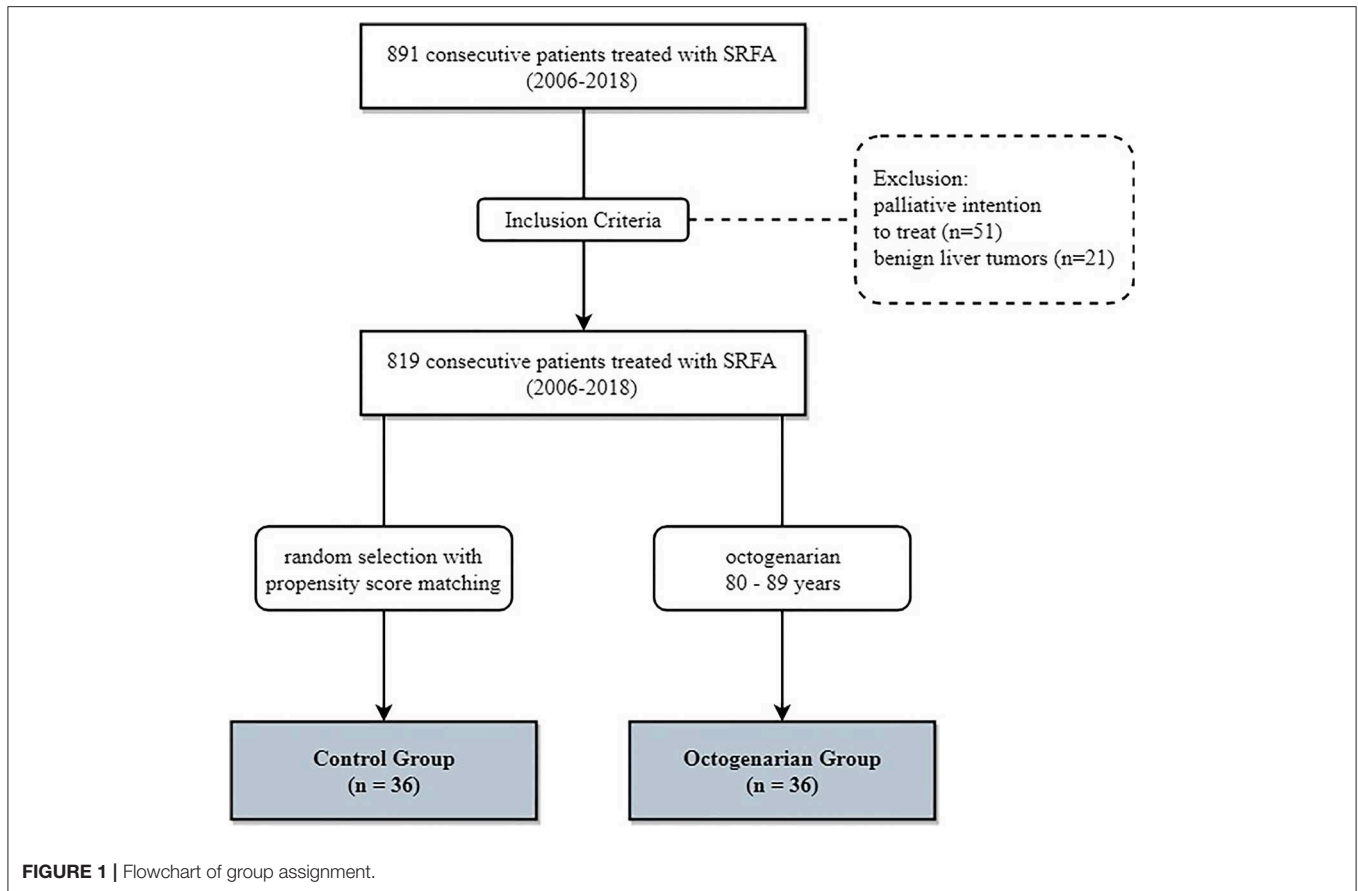 891 consecutive patients treated with SRFA
(2006-2018)
Inclusion Criteria
Exclusion:
palliative intention
to treat (n=51)
benign liver tumors (n=21)
819 consecutive patients treated with SRFA
(2006-2018)
random selection with
propensity score matching
octogenarian
80 - 89 years
Control Group
(n = 36)
Octogenarian Group
(n = 36)
FIGURE 1 | Flowchart of group assignment.